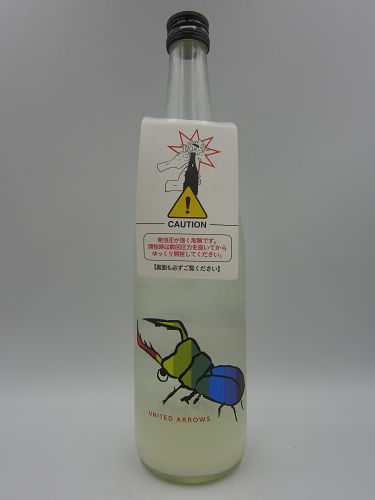 CAUTION
発泡圧が強く危険です。
開栓時は数回圧力を抜いてから
ゆっくり開栓してください。
【裏面も必ずご覧ください】
UNITED ARROWS